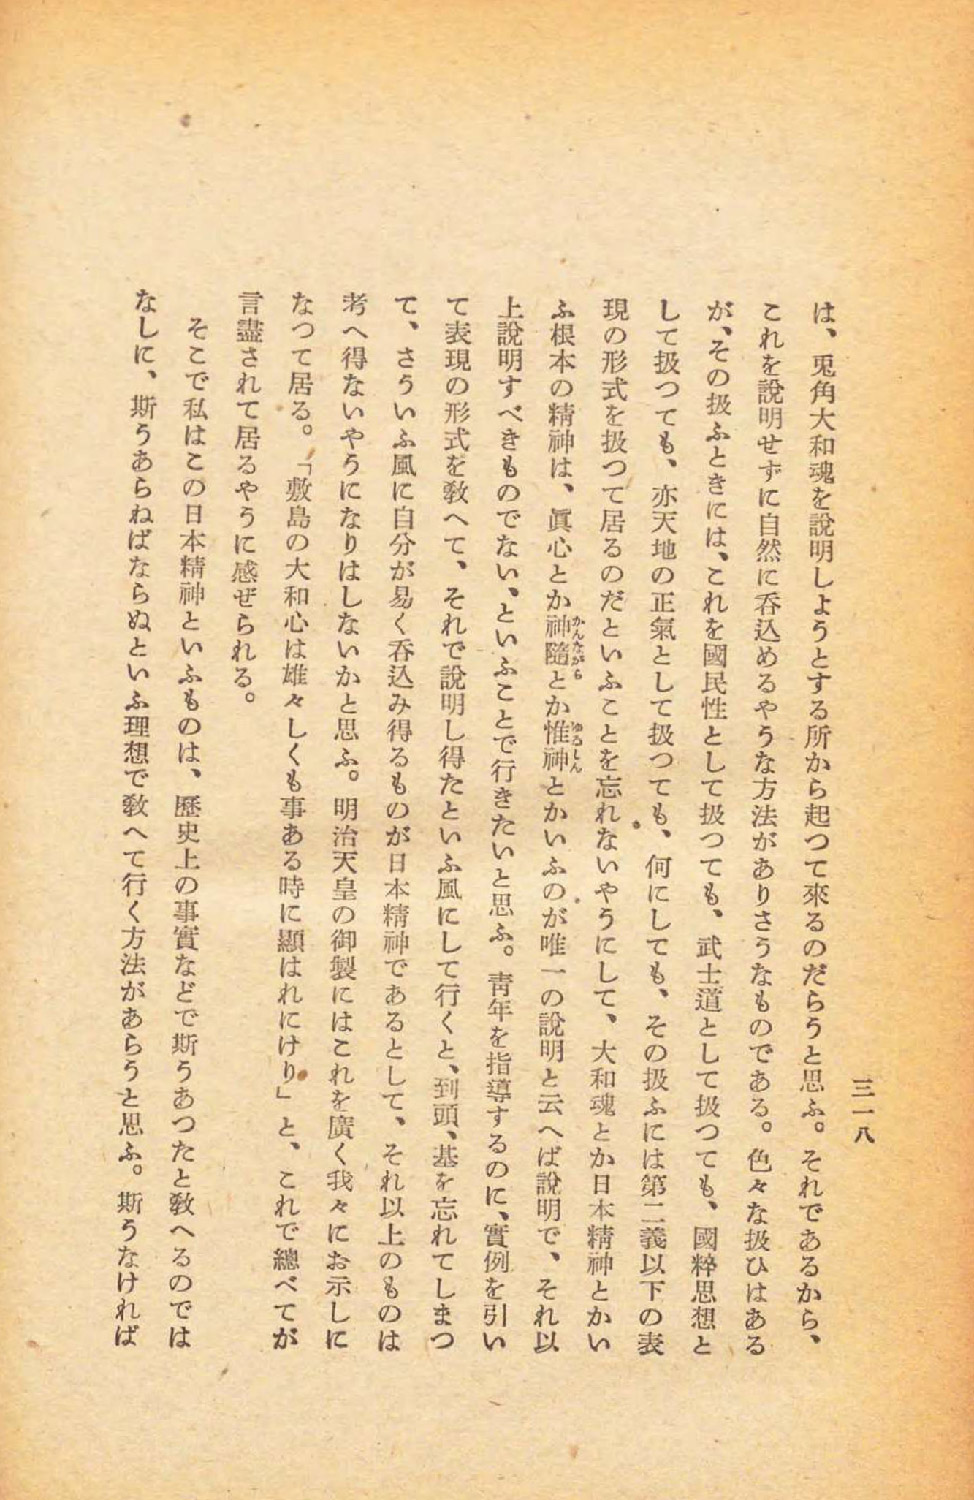 三一八
は、兎角大和魂を説明しようとする所から起つて來るのだらうと思ふ。それであるから、
これを說明せずに自然に呑込めるやうな方法がありさうなものである。色々な扱ひはある
が、その扱ふときには、これを國民性として扱つても、武士道として扱つても、國粹思想と
して扱つても、亦天地の正氣として扱つても、何にしても、その扱ふには第二義以下の表
現の形式を扱つて居るのだといふことを忘れないやうにして、大和魂とか日本精神とかい
ふ根本の精神は、眞心とか神隨かんながらとか惟神ゆゐしんとかいふのが唯一の說明と云へば說明で、それ以
上說明すべきものでない、といふことで行きたいと思ふ。靑年を指導するのに、實例を引い
て表現の形式を敎へて、それで說明し得たといふ風にして行くと、到頭、基を忘れてしまつ
て、さういふ風に自分が易く呑込み得るものが日本精神であるとして、それ以上のものは
考へ得ないやうになりはしないかと思ふ。明治天皇の御製にはこれを廣く我々にお示しに
なつて居る。「敷島の大和心は雄々しくも事ある時に顯はれにけり」と、これで總べてが
言盡されて居るやうに感ぜられる。
そこで私はこの日本精神といふものは、歷史上の事實などで斯うあつたと敎へるのでは
なしに、斯うあらねばならぬといふ理想で敎へて行く方法があらうと思ふ。斯うなければ